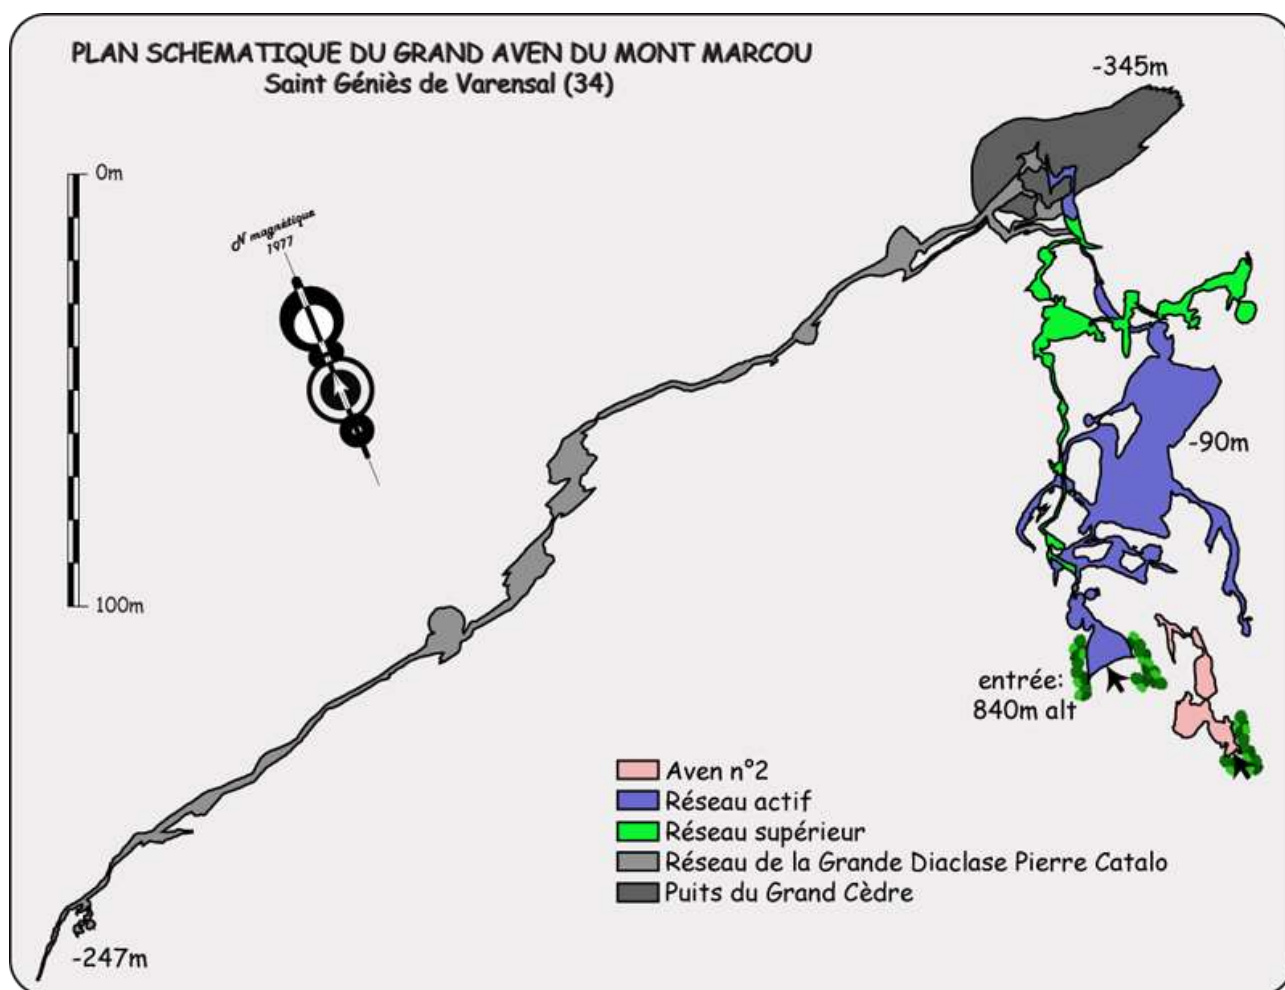 PLAN SCHEMATIQUE DU GRAND AVEN DU MONT MARCOU
Saint Géniès de Varensal (34)
-345m
0m
N magnétique
1977
-90m
100m
entrée:
840m alt
Aven n°2
Réseau actif
Réseau supérieur
Réseau de la Grande Diaclase Pierre Catalo
Puits du Grand Cèdre
-247m